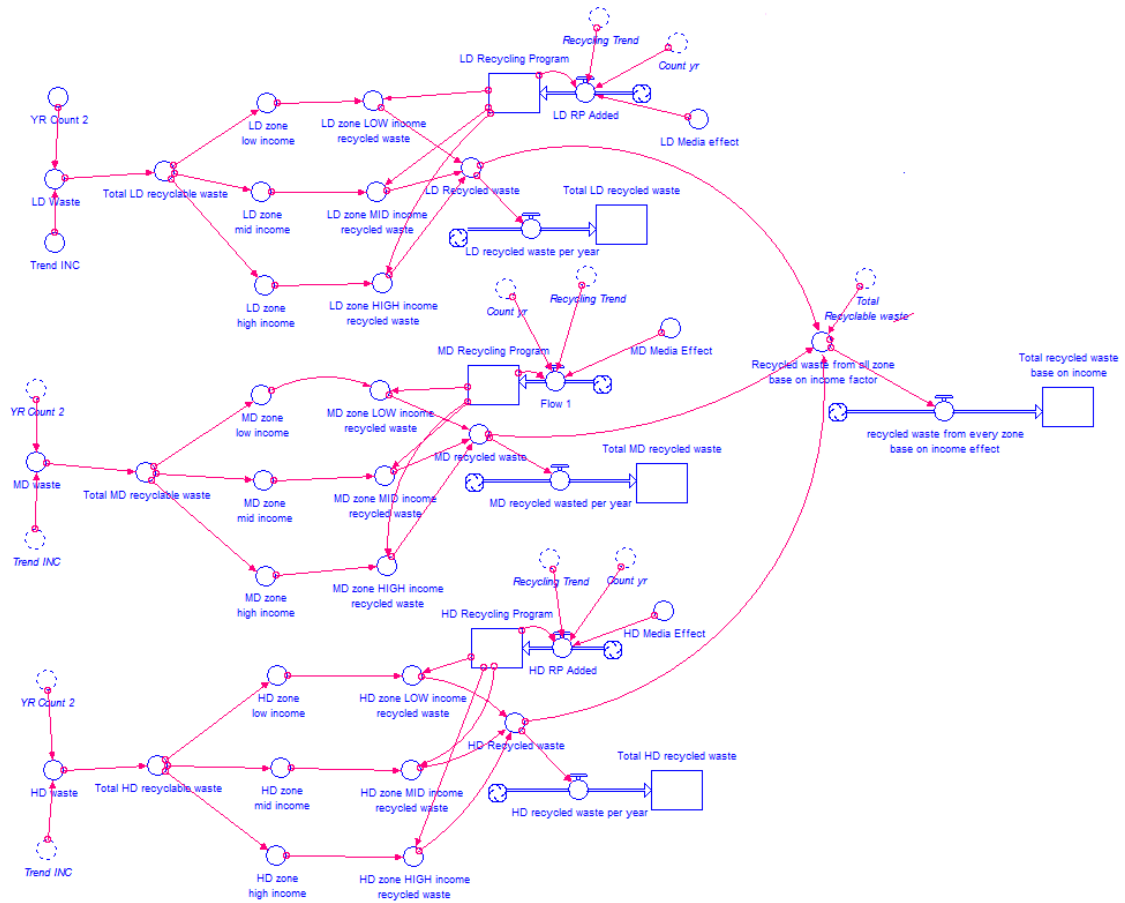 Recycling Trend
LD Recycling Program
Count yr
YR Count 2
LD zone
low income
LD zone LOW income
recycled waste
LD RP Added
LD Media effect
LD Waste
Total LD recyclable waste
LD Recycled waste
Total LD recycled waste
LD zone
mid income
LD zone MID income
recycled waste
LD recycled waste per year
Trend INC
LD zone
high income
LD zone HIGH income
recycled waste
Count yr
Recycling Trend
Total
Recyclable waste
MD Recycling Program
MD Media Effect
Recycled waste from sll zone
base on income factor
Total recycled waste
base on income
YR Count 2
MD zone
low income
MD zone LOW income
recycled waste
Flow 1
recycled waste from every zone
base on income effect
MD waste
Total MD recyclable waste
MD recycled waste
Total MD recycled waste
MD zone
mid income
MD zone MID income
recycled waste
MD recycled wasted per year
Trend INC
MD zone
high income
MD zone HIGH income
recycled waste
Recycling Trend
Count yr
HD Recycling Program
HD Media Effect
YR Count 2
HD zone
low income
HD zone LOW income
recycled waste
HD RP Added
HD waste
Total HD recyclable waste
HD Recycled waste
Total HD recycled waste
HD zone
mid income
HD zone MID income
recycled waste
HD recycled waste per year
Trend INC
HD zone
high income
HD zone HIGH income
recycled waste